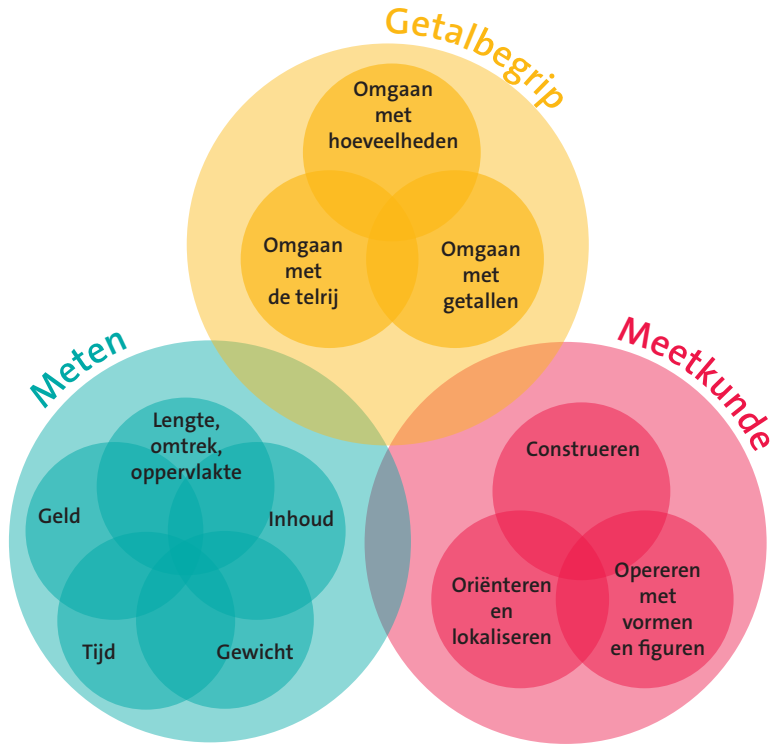 Getalbegrip
Omgaan
met
hoeveelheden
Omgaan
met
de telrij
Omgaan
met
getallen
Meten
Lengte,
omtrek,
oppervlakte
Geld
Inhoud
Tijd
Gewicht
Meetkunde
Construeren
Oriënteren
en
lokaliseren
Opereren
met
vormen
en figuren